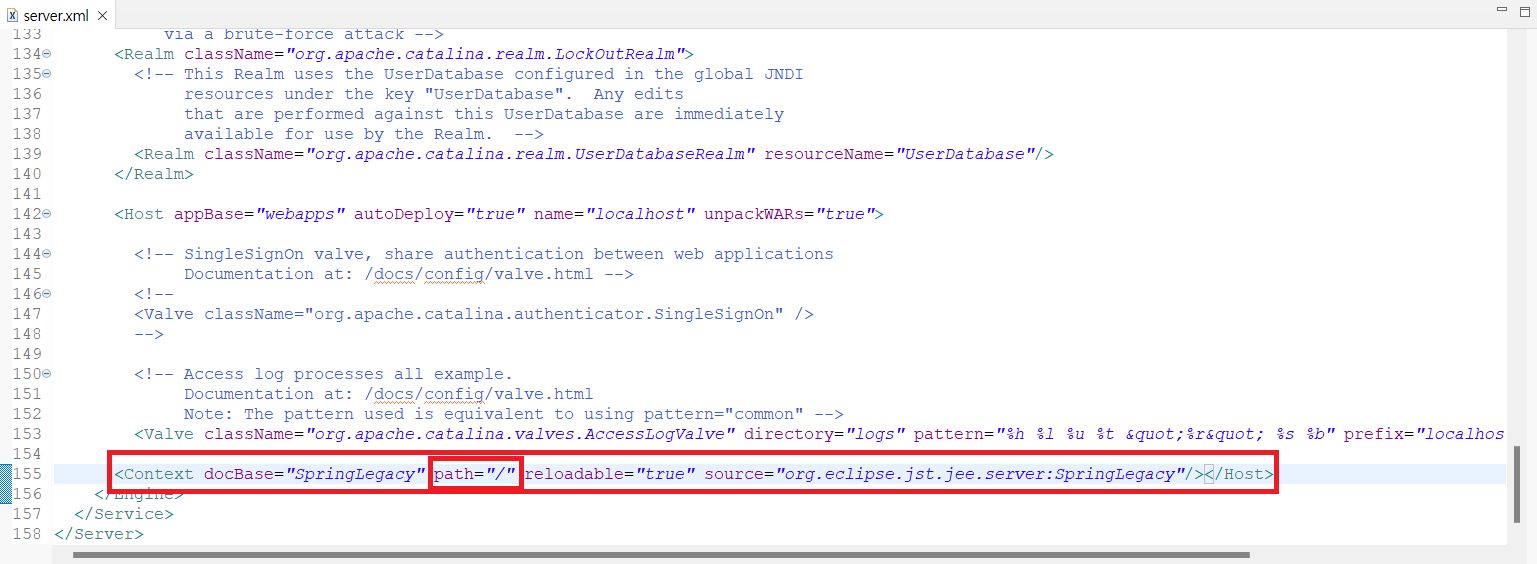 server.xml
133 via a brute-force attack -->
134 <Realm className="org.apache.catalina.realm.LockOutRealm">
135 <!-- This Realm uses the UserDatabase configured in the global JNDI
136 resources under the key "UserDatabase".  Any edits
137 that are performed against this UserDatabase are immediately
138 available for use by the Realm.  -->
139 <Realm className="org.apache.catalina.realm.UserDatabaseRealm" resourceName="UserDatabase"/>
140 </Realm>
141
142 <Host appBase="webapps" autoDeploy="true" name="localhost" unpackWARs="true">
143
144 <!-- SingleSignOn valve, share authentication between web applications
145 Documentation at: /docs/config/valve.html -->
146 <!--
147 <Valve className="org.apache.catalina.authenticator.SingleSignOn" />
148 -->
149
150 <!-- Access log processes all example.
151 Documentation at: /docs/config/valve.html
152 Note: The pattern used is equivalent to using pattern="common" -->
153 <Valve className="org.apache.catalina.valves.AccessLogValve" directory="logs" pattern="%h %l %u %t &quot;%r&quot; %s %b" prefix="localhos
154
155 <Context docBase="SpringLegacy" path="/" reloadable="true" source="org.eclipse.jst.jee.server:SpringLegacy"/></Host>
156 </Engine>
157 </Service>
158 </Server>